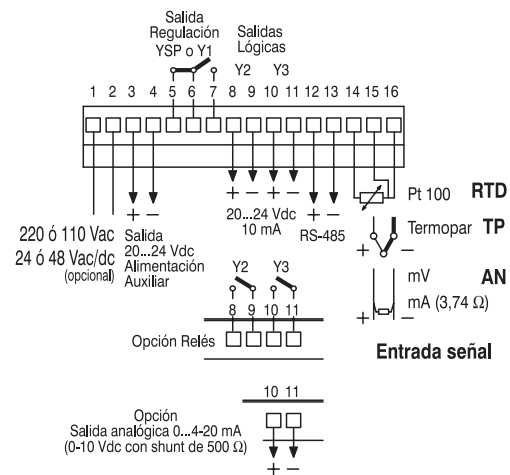 Salida
Regulación
YSP o Y1
Salidas
Lógicas
Y2 Y3
1 2 3 4 5 6 7 8 9 10 11 12 13 14 15 16
+ − + − + − + −
20...24 Vdc
10 mA
RS-485
Pt 100 RTD
Termopar TP
+ −
mV AN
mA (3,74 Ω)
+ −
Entrada señal
220 ó 110 Vac
24 ó 48 Vac/dc
(opcional)
Salida
20...24 Vdc
Alimentación
Auxiliar
Y2 Y3
8 9 10 11
Opción Relés
10 11
Opción
Salida analógica 0...4-20 mA
(0-10 Vdc con shunt de 500 Ω)
+ −